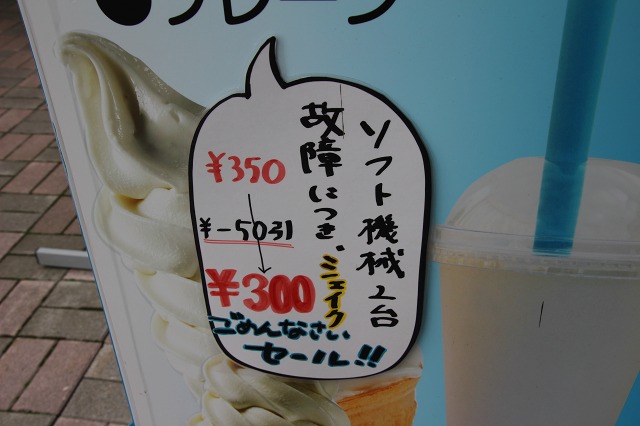 ソフト機械2台
故障につき、シェイク
¥350
¥-50引
¥300
ごめんなさい
セール!!